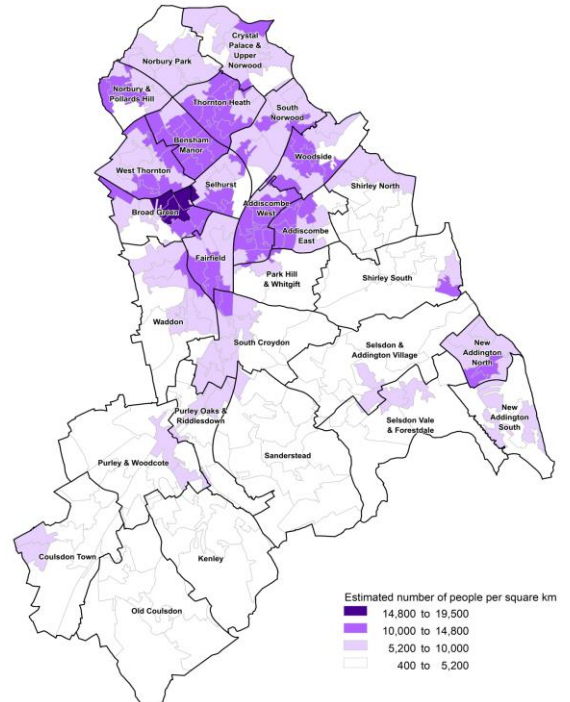 Crystal
Palace &
Upper
Norwood
Norbury Park
Norbury &
Pollards Hill
Thornton Heath
South
Norwood
Bensham
Manor
Woodside
West Thornton
Selhurst
Shirley North
Broad Green
Addiscombe
West
Addiscombe
East
Fairfield
Park Hill
& Whitgift
Shirley South
Waddon
South Croydon
Selsdon &
Addington Village
New
Addington
North
Purley Oaks &
Riddlesdown
Selsdon Vale
& Forestdale
New
Addington
South
Purley & Woodcote
Sanderstead
Coulsdon Town
Kenley
Old Coulsdon
Estimated number of people per square km
14,800 to 19,500
10,000 to 14,800
5,200 to 10,000
400 to 5,200